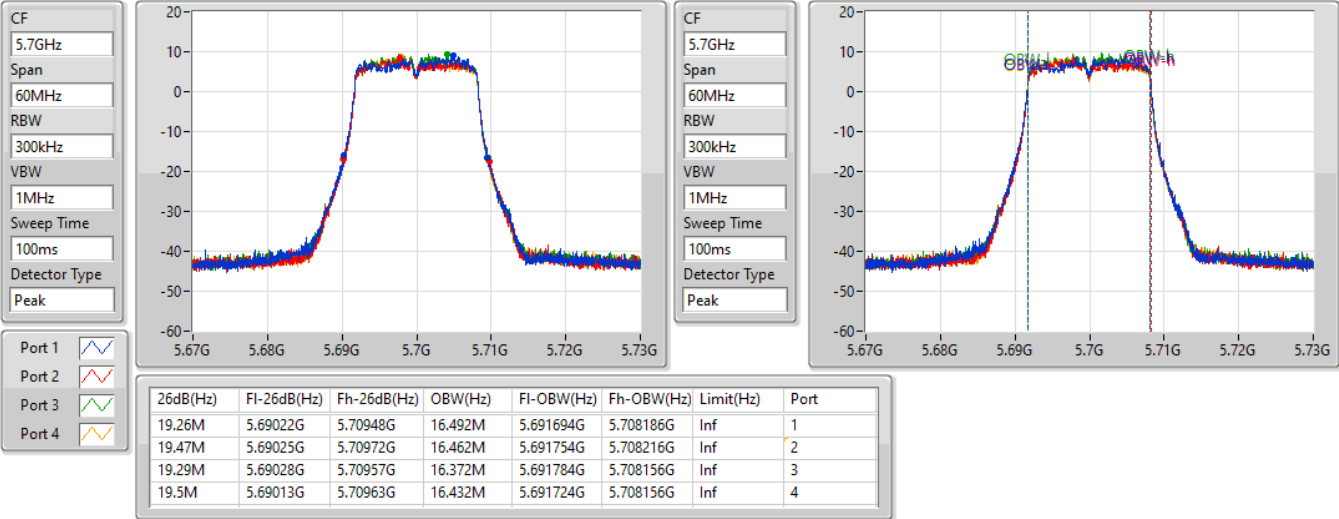 CF
5.7GHz
Span
60MHz
RBW
300kHz
VBW
1MHz
Sweep Time
100ms
Detector Type
Peak
20
10
0
-10
-20
-30
-40
-50
-60
5.67G 5.68G 5.69G 5.7G 5.71G 5.72G 5.73G
CF
5.7GHz
Span
60MHz
RBW
300kHz
VBW
1MHz
Sweep Time
100ms
Detector Type
Peak
20
10
0
-10
-20
-30
-40
-50
-60
OBW-h
5.67G 5.68G 5.69G 5.7G 5.71G 5.72G 5.73G
Port 1
Port 2
Port 3
Port 4
26dB(Hz) Fl-26dB(Hz) Fh-26dB(Hz) OBW(Hz) Fl-OBW(Hz) Fh-OBW(Hz) Limit(Hz) Port
19.26M 5.69022G 5.70948G 16.492M 5.691694G 5.708186G Inf 1
19.47M 5.69025G 5.70972G 16.462M 5.691754G 5.708216G Inf 2
19.29M 5.69028G 5.70957G 16.372M 5.691784G 5.708156G Inf 3
19.5M 5.69013G 5.70963G 16.432M 5.691724G 5.708156G Inf 4